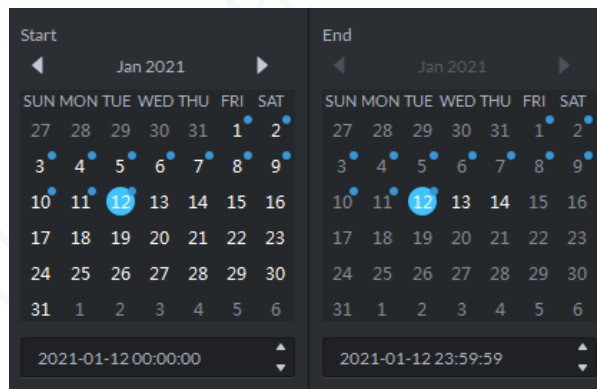 Start
Jan 2021
SUN MON TUE WED THU FRI SAT
27 28 29 30 31 1 2
3 4 5 6 7 8 9
10 11 12 13 14 15 16
17 18 19 20 21 22 23
24 25 26 27 28 29 30
31 1 2 3 4 5 6
2021-01-12 00:00:00
End
Jan 2021
SUN MON TUE WED THU FRI SAT
27 28 29 30 31 1 2
3 4 5 6 7 8 9
10 11 12 13 14 15 16
17 18 19 20 21 22 23
24 25 26 27 28 29 30
31 1 2 3 4 5 6
2021-01-12 23:59:59